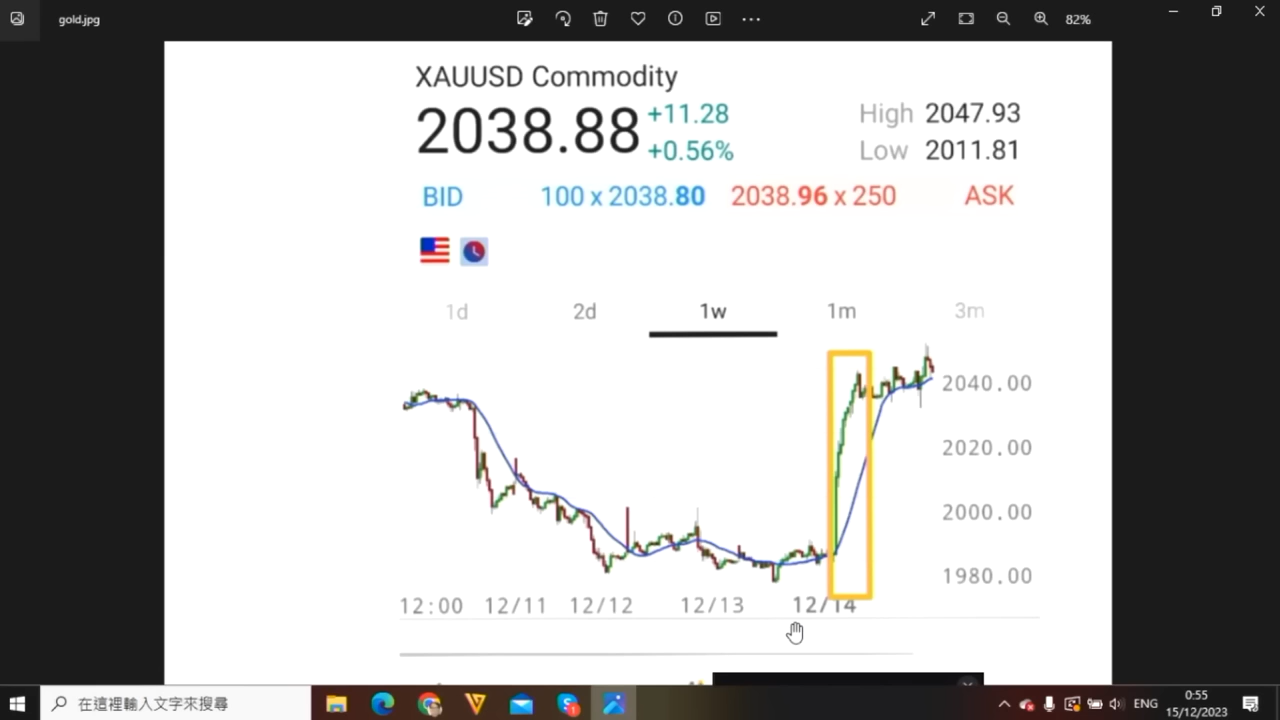 gold.jpg
82%
XAUUSD Commodity
2038.88
+11.28
+0.56%
High 2047.93
Low 2011.81
BID 100 x 2038.80 2038.96 x 250 ASK
1d 2d 1w 1m 3m
2040.00
2020.00
2000.00
1980.00
12:00 12/11 12/12 12/13 12/14
在這裡輸入文字來搜尋
ENG
0:55
15/12/2023